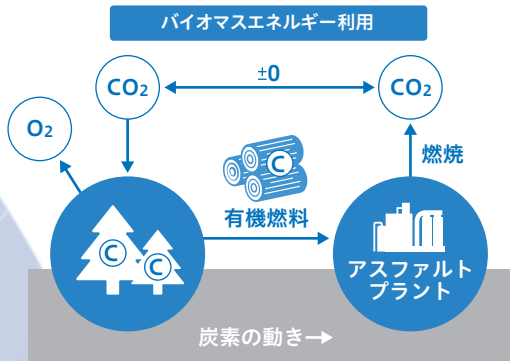 バイオマスエネルギー利用
CO₂
±0
CO₂
O₂
C
燃焼
有機燃料
C
C
アスファルト
プラント
炭素の動き→